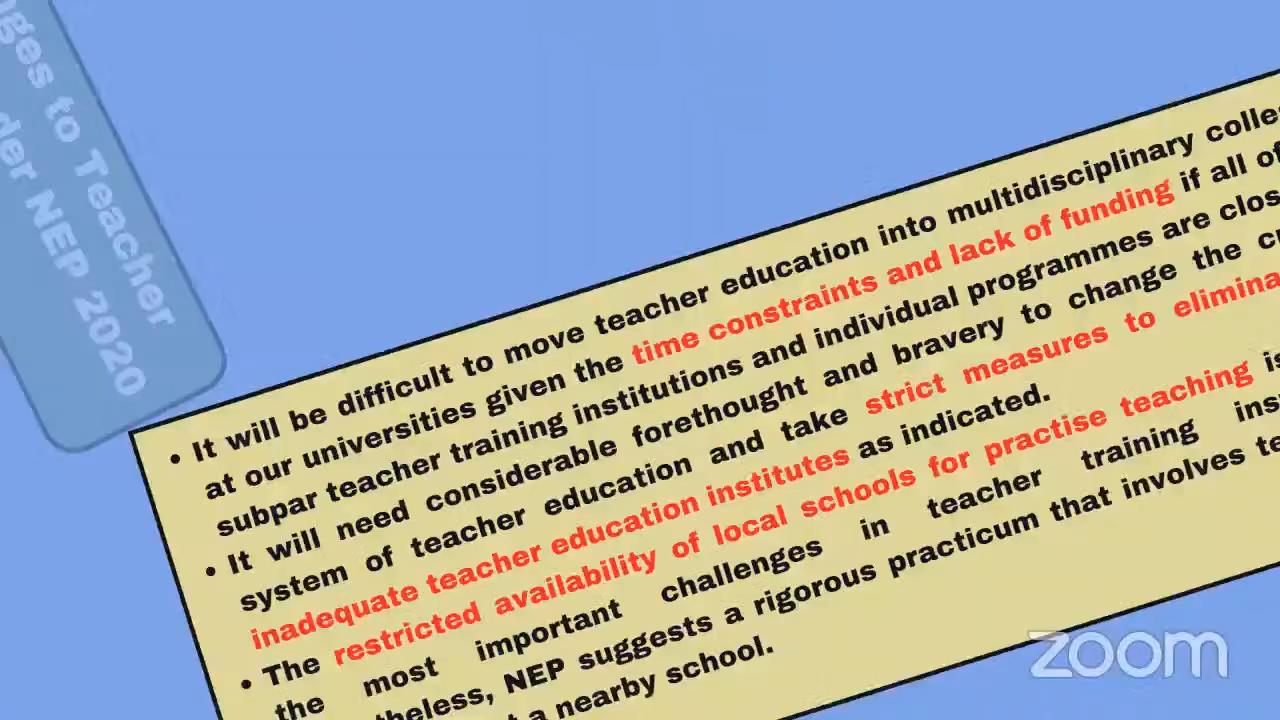 ges to Teacher
der NEP 2020
• It will be difficult to move teacher education into multidisciplinary colle
at our universities given the time constraints and lack of funding if all of
subpar teacher training institutions and individual programmes are clos
• It will need considerable forethought and bravery to change the c
system of teacher education and take strict measures to elimina
inadequate teacher education institutes as indicated.
• The restricted availability of local schools for practise teaching is
the most important challenges in teacher training ins
theless, NEP suggests a rigorous practicum that involves te
t a nearby school.
zoom